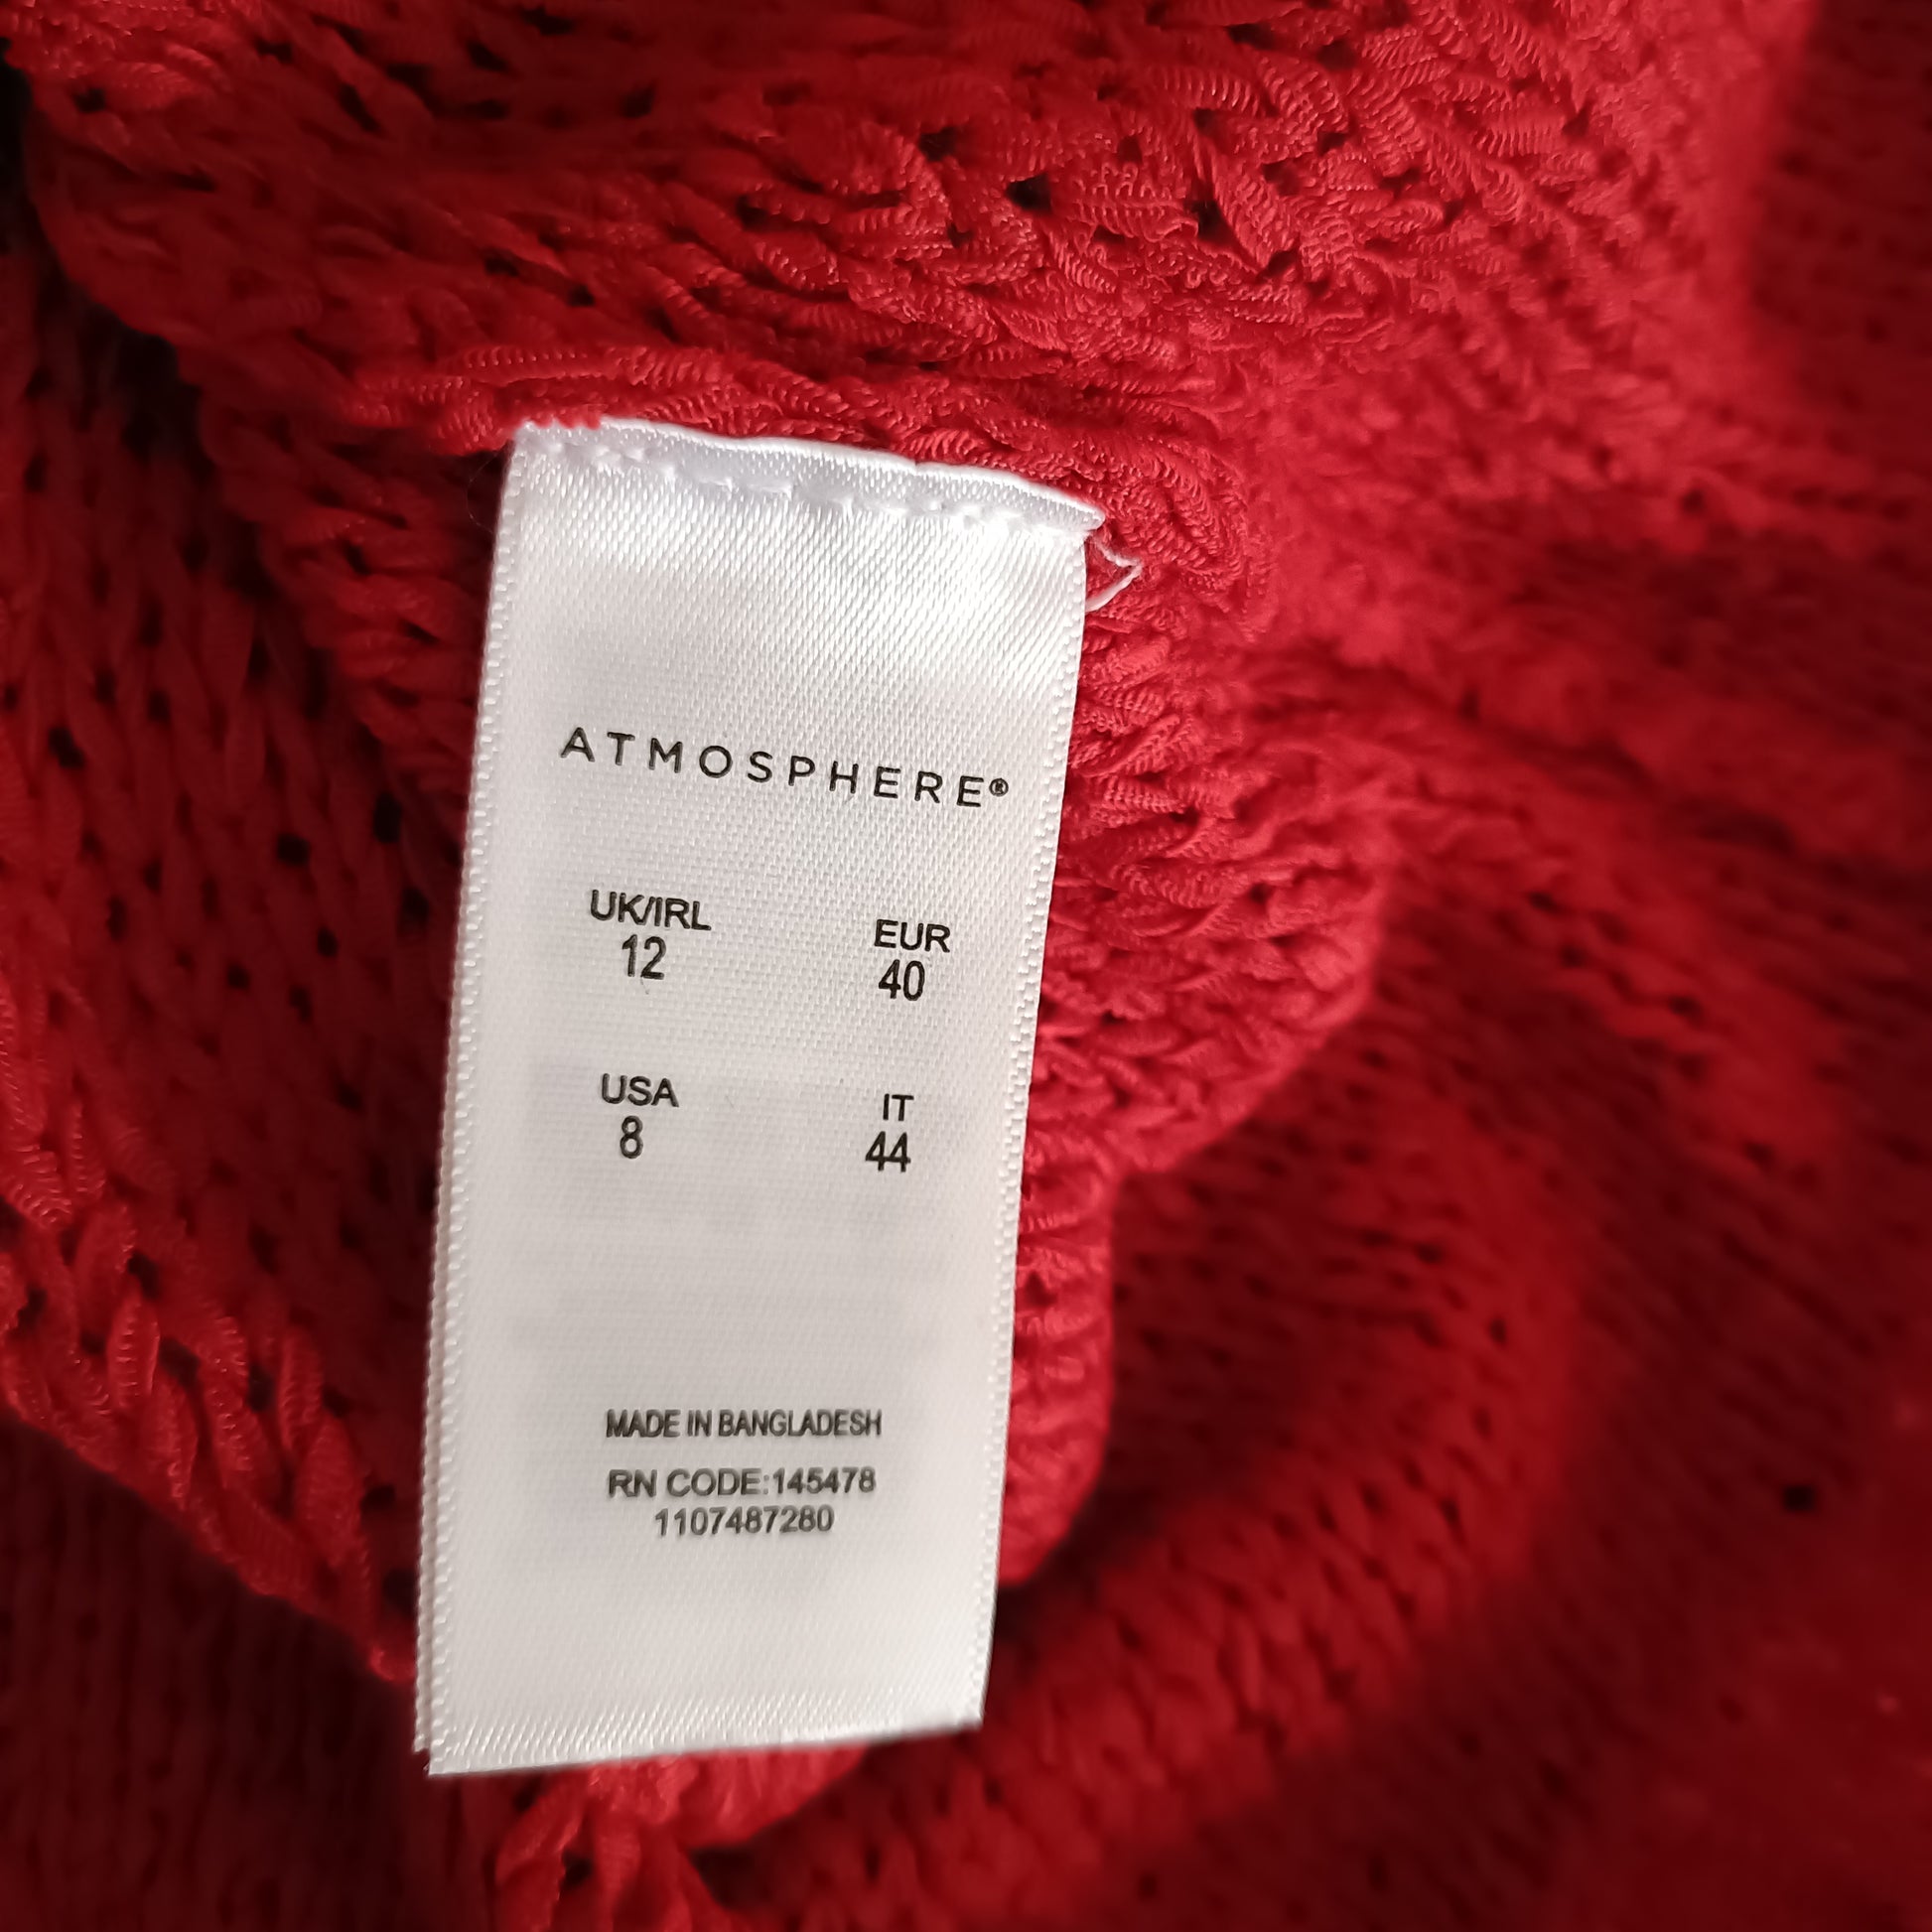 ATMOSPHERE®
UK/IRL EUR
12 40
USA IT
8 44
MADE IN BANGLADESH
RN CODE:145478
1107487280